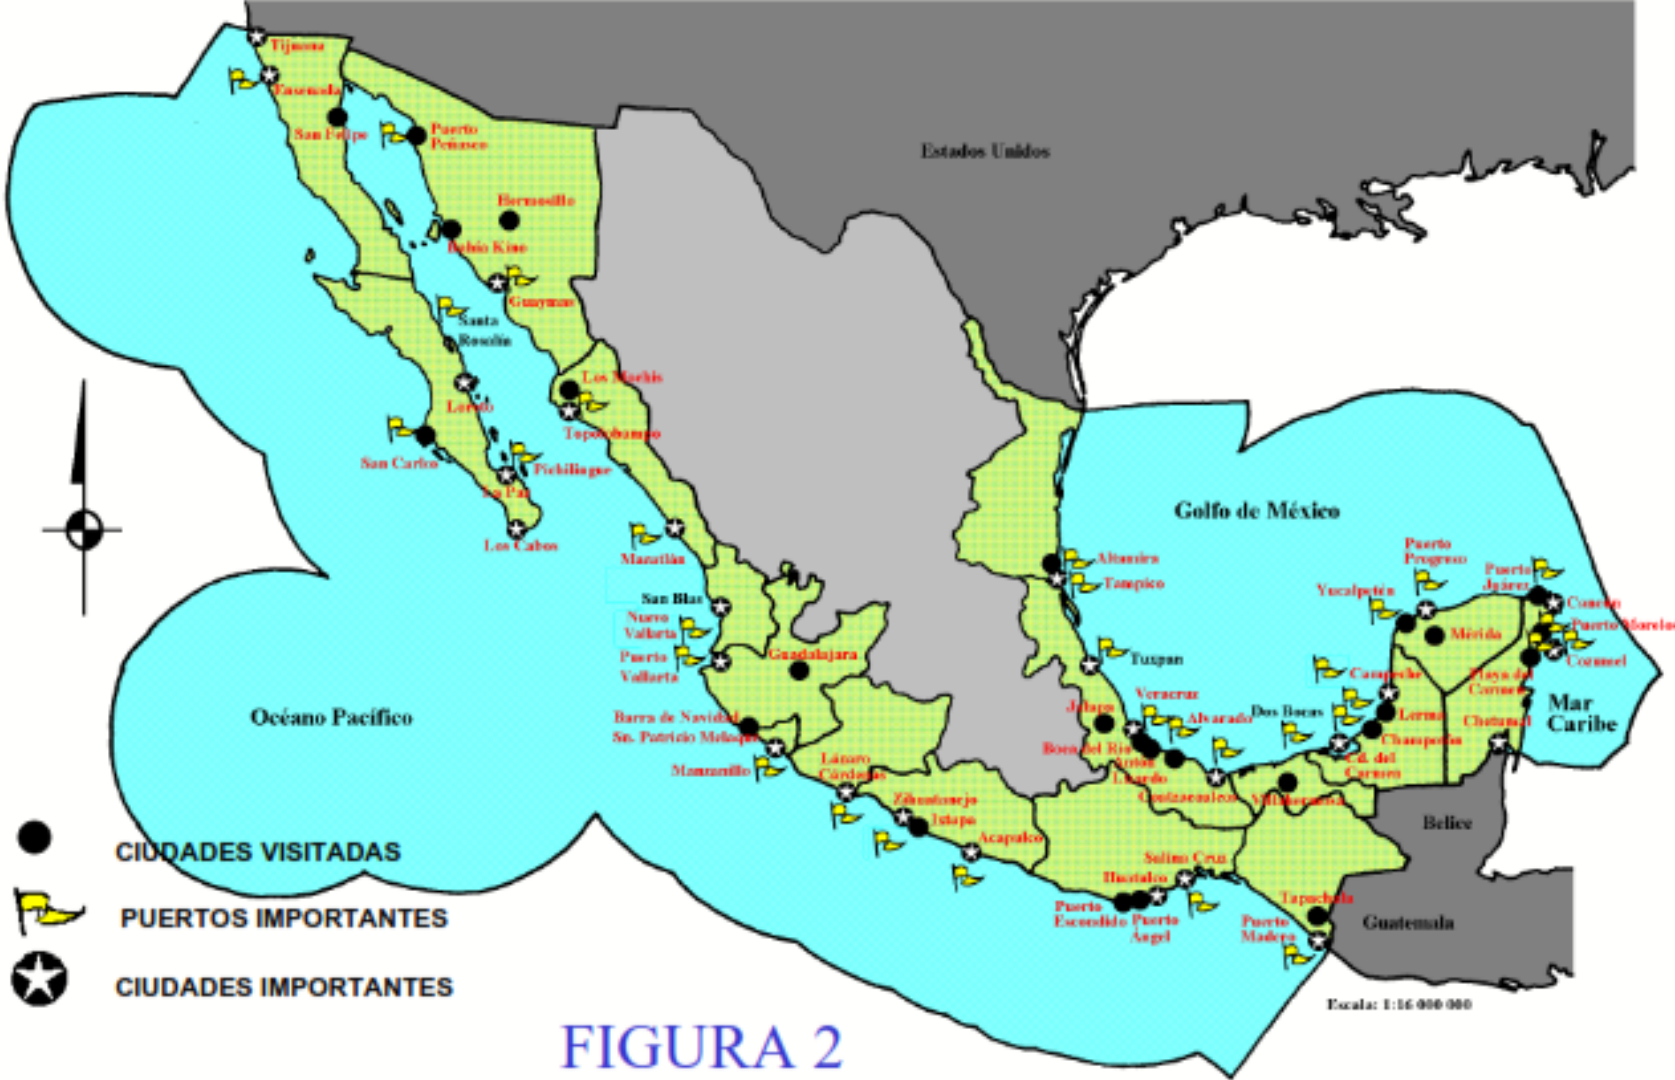 Tijuana
Ensenada
San Felipe
Puerto
Peñasco
Estados Unidos
Hermosillo
Bahía Kino
Guaymas
Santa
Rosalía
Los Mochis
Loreto
Topolobampo
San Carlos
Pichilingue
La Paz
Los Cabos
Golfo de México
Mazatlán
Altamira
Tampico
Puerto
Progreso
Puerto
Juárez
Yucalpetén
San Blas
Cancún
Nuevo
Vallarta
Puerto Morelos
Mérida
Puerto
Vallarta
Guadalajara
Tuxpan
Cozumel
Campeche
Playa del
Carmen
Océano Pacífico
Barra de Navidad
Sn. Patricio Melaque
Jalapa
Veracruz
Alvarado
Dos Bocas
Lerma
Chetumal
Mar
Caribe
Champotón
Boca del Río
Antón
Lizardo
Cd. del
Carmen
Manzanillo
Lázaro
Cárdenas
Coatzacoalcos
Villahermosa
Zihuatanejo
Ixtapa
Acapulco
Belice
Salina Cruz
Huatulco
Puerto
Escondido
Puerto
Ángel
Tapachula
Puerto
Madero
Guatemala
CIUDADES VISITADAS
PUERTOS IMPORTANTES
CIUDADES IMPORTANTES
Escala: 1:16 000 000
FIGURA 2